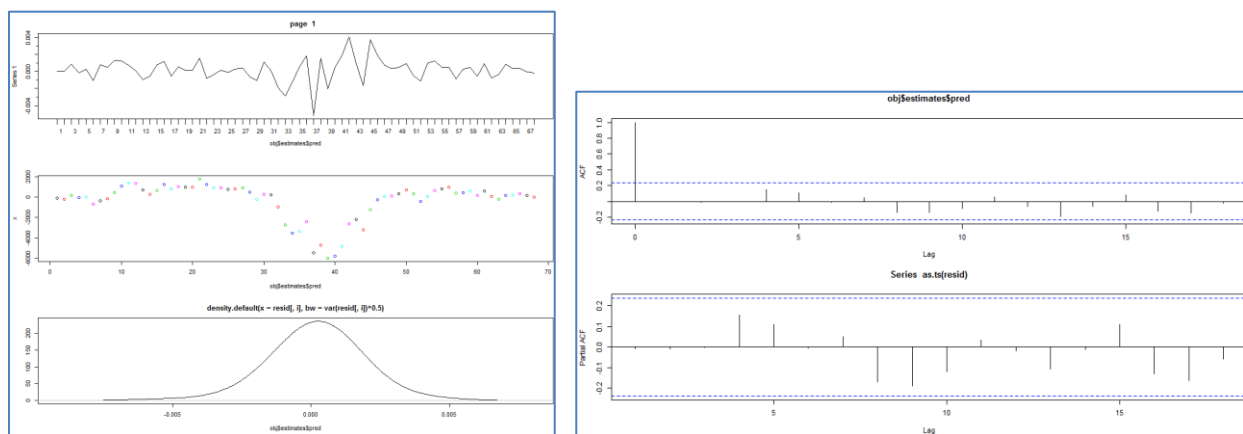 page 1
Series 1
0.004
0.000
-0.004
1 3 5 7 9 11 13 15 17 19 21 23 25 27 29 31 33 35 37 39 41 43 45 47 49 51 53 55 57 59 61 63 65 67
obj$estimates$pred
x
2000
0
-2000
-4000
-6000
0 10 20 30 40 50 60 70
obj$estimates$pred
density.default(x = resid[, i], bw = var(resid[, i])^0.5)
200
150
100
50
0
-0.005 0.000 0.005
obj$estimates$pred
obj$estimates$pred
ACF
1.0
0.8
0.6
0.4
0.2
-0.2
0 5 10 15
Lag
Series as.ts(resid)
Partial ACF
0.2
0.1
0.0
-0.1
-0.2
5 10 15
Lag